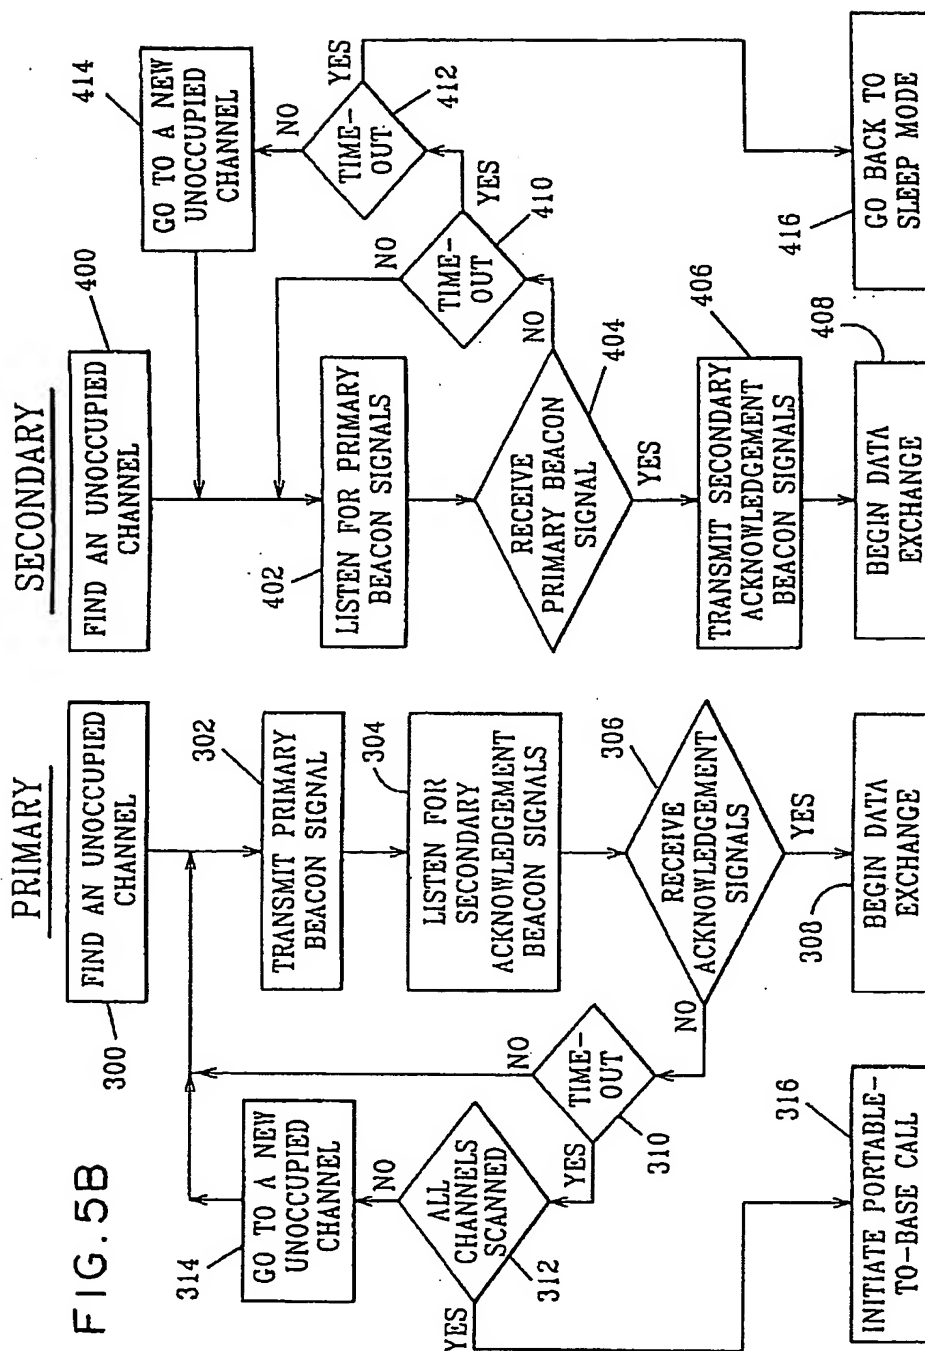 FIG. 5B
PRIMARY
FIND AN UNOCCUPIED
CHANNEL
300
TRANSMIT PRIMARY
BEACON SIGNAL
302
LISTEN FOR
SECONDARY
ACKNOWLEDGEMENT
BEACON SIGNALS
304
RECEIVE
ACKNOWLEDGEMENT
SIGNALS
306
YES
NO
BEGIN DATA
EXCHANGE
308
TIME-
OUT
310
NO
YES
ALL
CHANNELS
SCANNED
312
NO
YES
GO TO A NEW
UNOCCUPIED
CHANNEL
314
INITIATE PORTABLE-
TO-BASE CALL
316
SECONDARY
FIND AN UNOCCUPIED
CHANNEL
400
LISTEN FOR PRIMARY
BEACON SIGNALS
402
RECEIVE
PRIMARY BEACON
SIGNAL
404
YES
NO
TRANSMIT SECONDARY
ACKNOWLEDGEMENT
BEACON SIGNALS
406
BEGIN DATA
EXCHANGE
408
TIME-
OUT
410
NO
YES
TIME-
OUT
412
NO
YES
GO TO A NEW
UNOCCUPIED
CHANNEL
414
GO BACK TO
SLEEP MODE
416